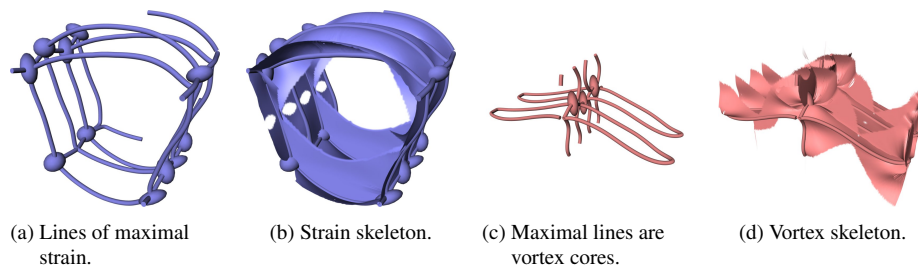 (a) Lines of maximal
strain.
(b) Strain skeleton.
(c) Maximal lines are
vortex cores.
(d) Vortex skeleton.